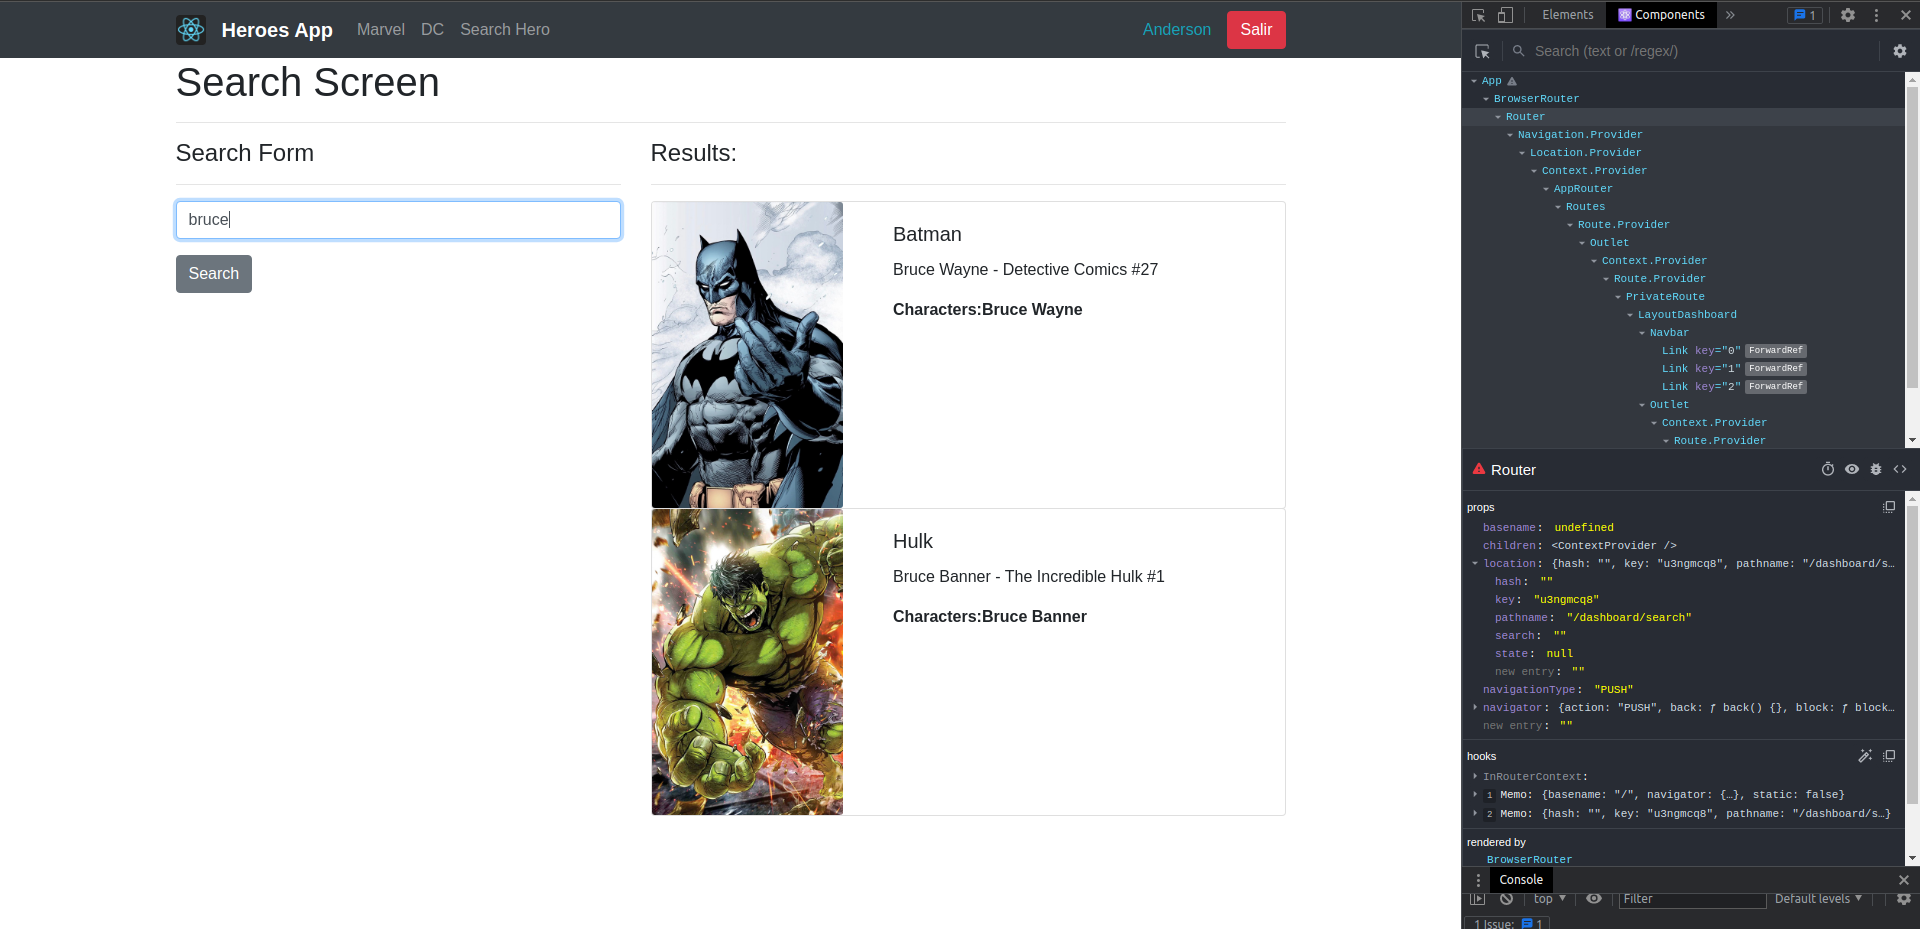 Heroes App Marvel DC Search Hero Anderson Salir
Search Screen
Search Form
bruce
Search
Results:
Batman
Bruce Wayne - Detective Comics #27
Characters:Bruce Wayne
Hulk
Bruce Banner - The Incredible Hulk #1
Characters:Bruce Banner
Elements Components » 1
Search (text or /regex/)
App
BrowserRouter
Router
Navigation.Provider
Location.Provider
Context.Provider
AppRouter
Routes
Route.Provider
Outlet
Context.Provider
Route.Provider
PrivateRoute
LayoutDashboard
Navbar
Link key="0" ForwardRef
Link key="1" ForwardRef
Link key="2" ForwardRef
Outlet
Context.Provider
Route.Provider
Router
props
basename: undefined
children: <ContextProvider />
location: {hash: "", key: "u3ngmcq8", pathname: "/dashboard/s…
hash: ""
key: "u3ngmcq8"
pathname: "/dashboard/search"
search: ""
state: null
new entry: ""
navigationType: "PUSH"
navigator: {action: "PUSH", back: ƒ back() {}, block: ƒ block…
new entry: ""
hooks
InRouterContext:
1 Memo: {basename: "/", navigator: {…}, static: false}
2 Memo: {hash: "", key: "u3ngmcq8", pathname: "/dashboard/s…}
rendered by
BrowserRouter
Console
top Filter Default levels
1 Issue: 1